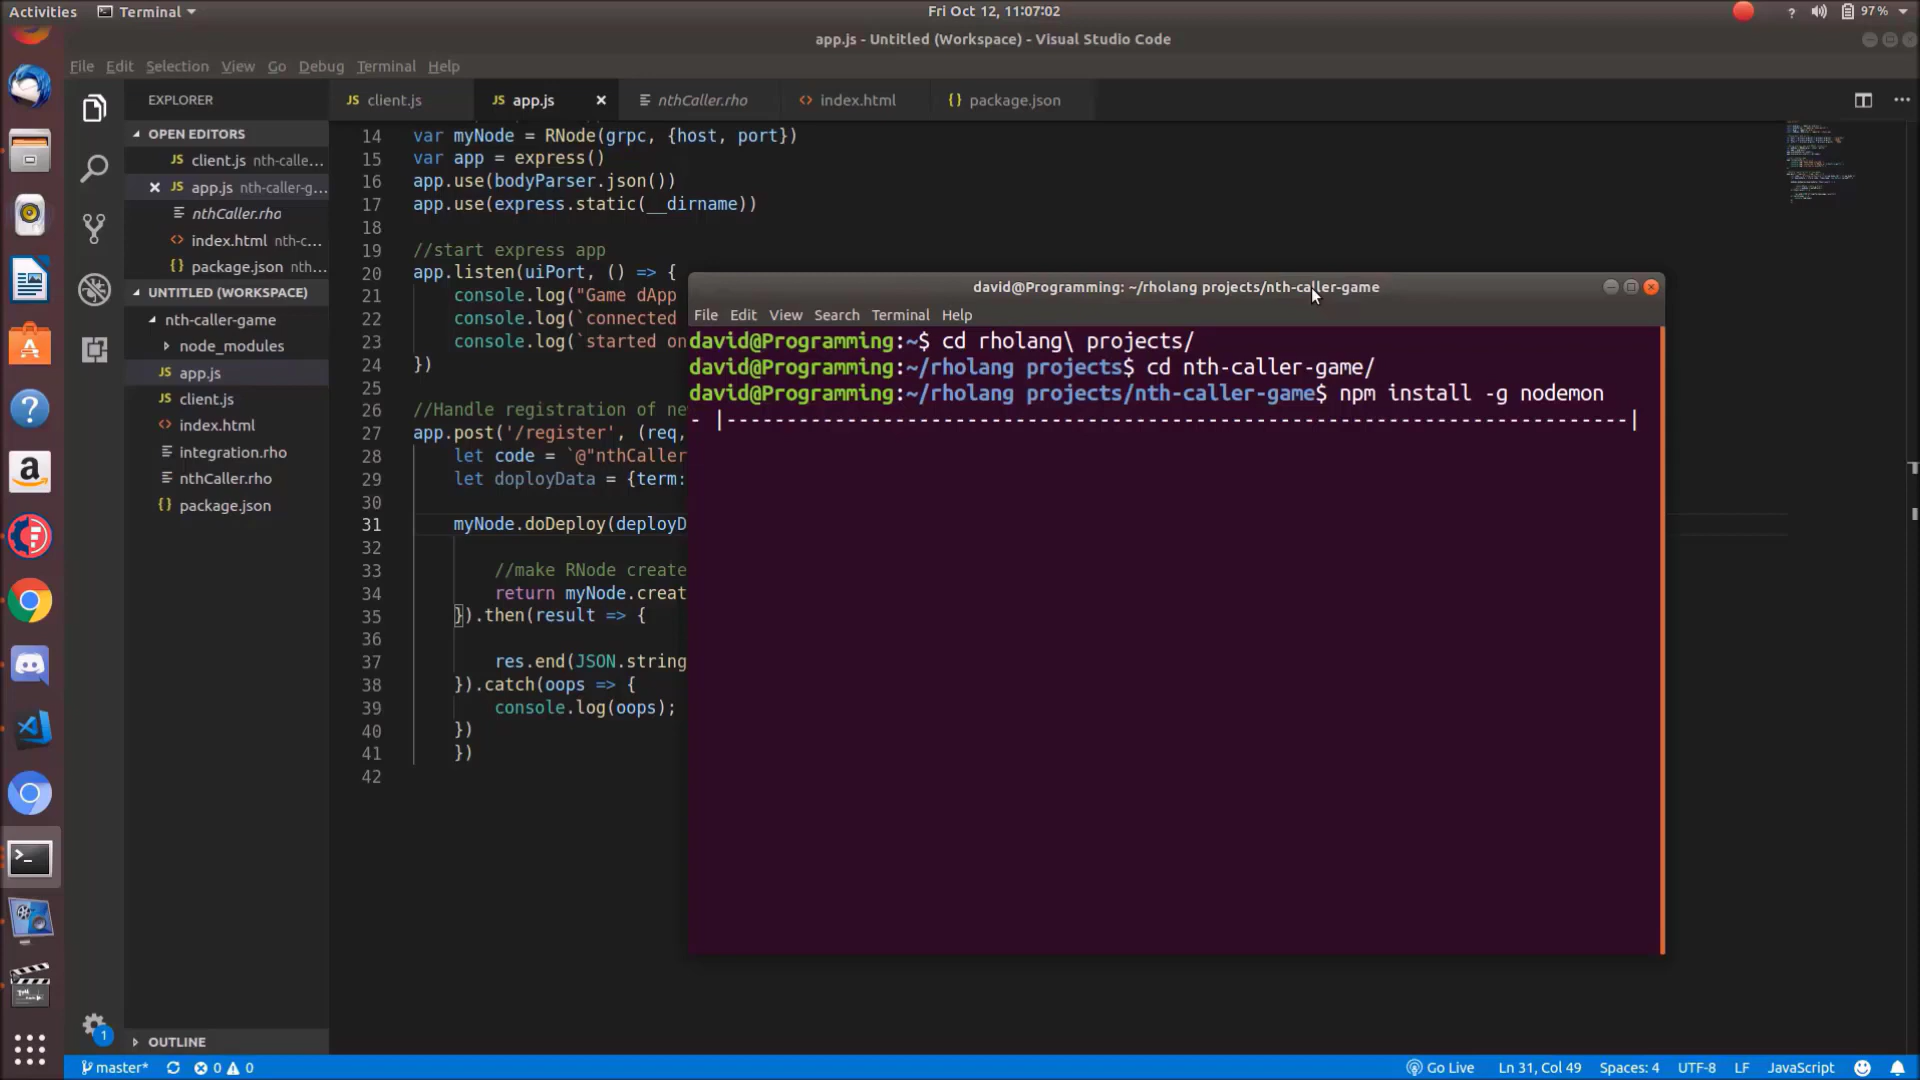 Activities Terminal Fri Oct 12, 11:07:02 ? 97 %
app.js - Untitled (Workspace) - Visual Studio Code
File Edit Selection View Go Debug Terminal Help
EXPLORER
OPEN EDITORS
JS client.js nth-calle...
× JS app.js nth-caller-g...
nthCaller.rho
<> index.html nth-c...
{} package.json nth...
UNTITLED (WORKSPACE)
nth-caller-game
node_modules
JS app.js
JS client.js
<> index.html
integration.rho
nthCaller.rho
{} package.json
OUTLINE
JS client.js JS app.js × nthCaller.rho <> index.html {} package.json ...
14 var myNode = RNode(grpc, {host, port})
15 var app = express()
16 app.use(bodyParser.json())
17 app.use(express.static(__dirname))
18
19 //start express app
20 app.listen(uiPort, () => {
21 console.log("Game dApp
22 console.log(`connected
23 console.log(`started on
24 })
25
26 //Handle registration of ne
27 app.post('/register', (req,
28 let code = `@"nthCaller
29 let doployData = {term:
30
31 myNode.doDeploy(deployD
32
33 //make RNode create
34 return myNode.creat
35 }).then(result => {
36
37 res.end(JSON.string
38 }).catch(oops => {
39 console.log(oops);
40 })
41 })
42
david@Programming: ~/rholang projects/nth-caller-game
File Edit View Search Terminal Help
david@Programming:~$ cd rholang\ projects/
david@Programming:~/rholang projects$ cd nth-caller-game/
david@Programming:~/rholang projects/nth-caller-game$ npm install -g nodemon
- |---------------------------------------------------------------------------|
1
master* 0 0 Go Live Ln 31, Col 49 Spaces: 4 UTF-8 LF JavaScript